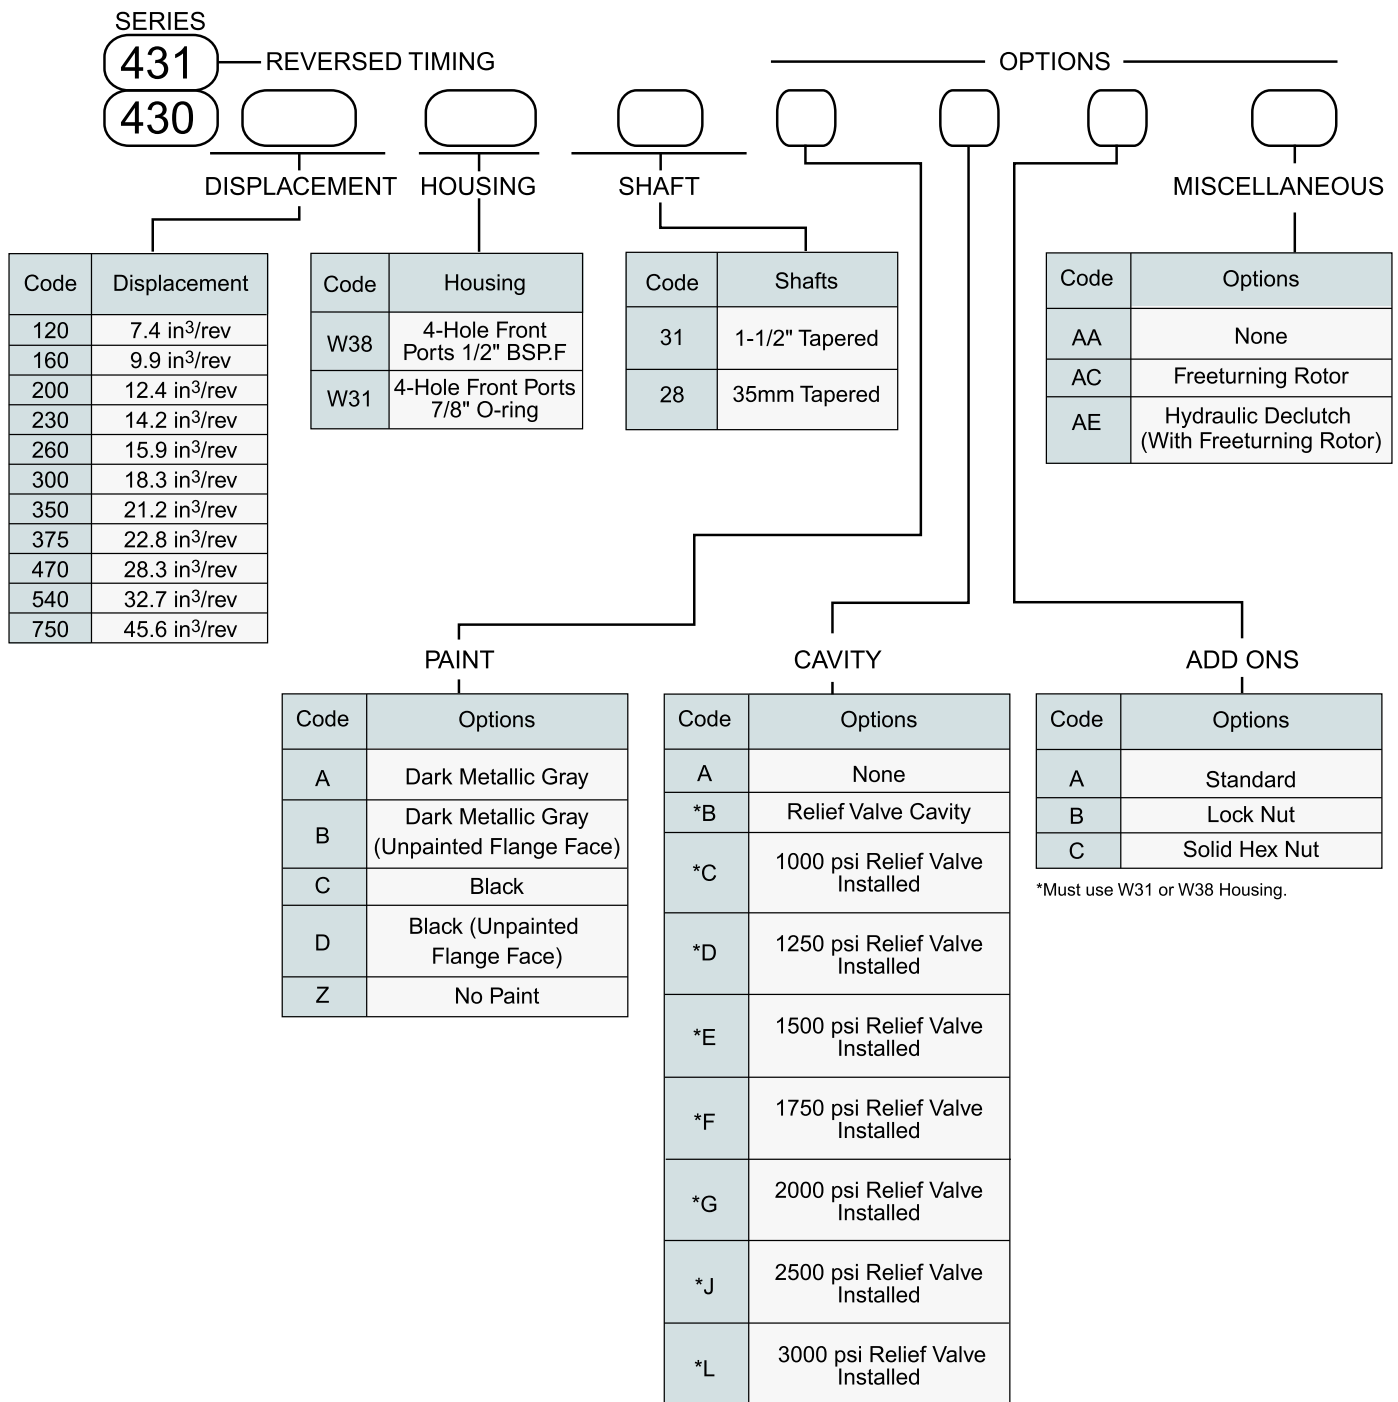 SERIES
431
REVERSED TIMING
OPTIONS
430
DISPLACEMENT
HOUSING
SHAFT
MISCELLANEOUS
Code Displacement
120 7.4 in³/rev
160 9.9 in³/rev
200 12.4 in³/rev
230 14.2 in³/rev
260 15.9 in³/rev
300 18.3 in³/rev
350 21.2 in³/rev
375 22.8 in³/rev
470 28.3 in³/rev
540 32.7 in³/rev
750 45.6 in³/rev
Code Housing
W38 4-Hole Front
Ports 1/2" BSP.F
W31 4-Hole Front Ports
7/8" O-ring
Code Shafts
31 1-1/2" Tapered
28 35mm Tapered
Code Options
AA None
AC Freeturning Rotor
AE Hydraulic Declutch
(With Freeturning Rotor)
PAINT
Code Options
A Dark Metallic Gray
B Dark Metallic Gray
(Unpainted Flange Face)
C Black
D Black (Unpainted
Flange Face)
Z No Paint
CAVITY
Code Options
A None
*B Relief Valve Cavity
*C 1000 psi Relief Valve
Installed
*D 1250 psi Relief Valve
Installed
*E 1500 psi Relief Valve
Installed
*F 1750 psi Relief Valve
Installed
*G 2000 psi Relief Valve
Installed
*J 2500 psi Relief Valve
Installed
*L 3000 psi Relief Valve
Installed
ADD ONS
Code Options
A Standard
B Lock Nut
C Solid Hex Nut
*Must use W31 or W38 Housing.